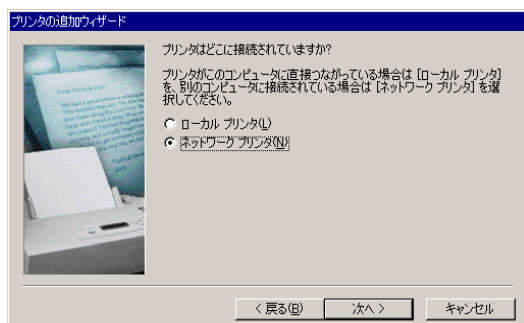 プリンタの追加ウィザード
プリンタはどこに接続されていますか?
プリンタがこのコンピュータに直接つながっている場合は [ローカル プリンタ]
を、別のコンピュータに接続されている場合は [ネットワーク プリンタ] を選
択してください。
ローカル プリンタ(L)
ネットワーク プリンタ(N)
< 戻る(B)
次へ >
キャンセル